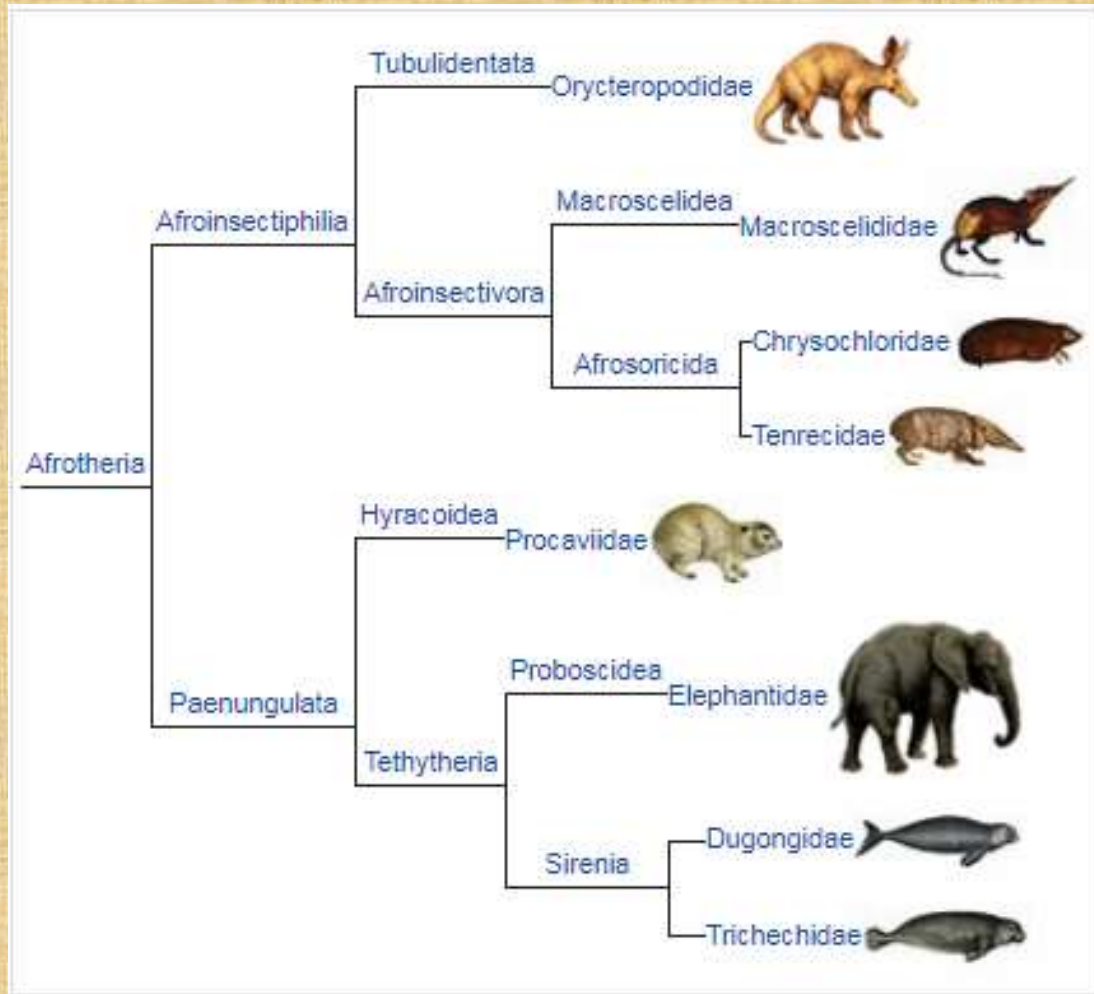 Tubulidentata
Orycteropodidae
Macroscelidea
Afroinsectiphilia
Macroscelididae
Afroinsectivora
Chrysochloridae
Afrosoricida
Tenrecidae
Afrotheria
Hyracoidea
Procaviidae
Proboscidea
Elephantidae
Paenungulata
Tethytheria
Dugongidae
Sirenia
Trichechidae